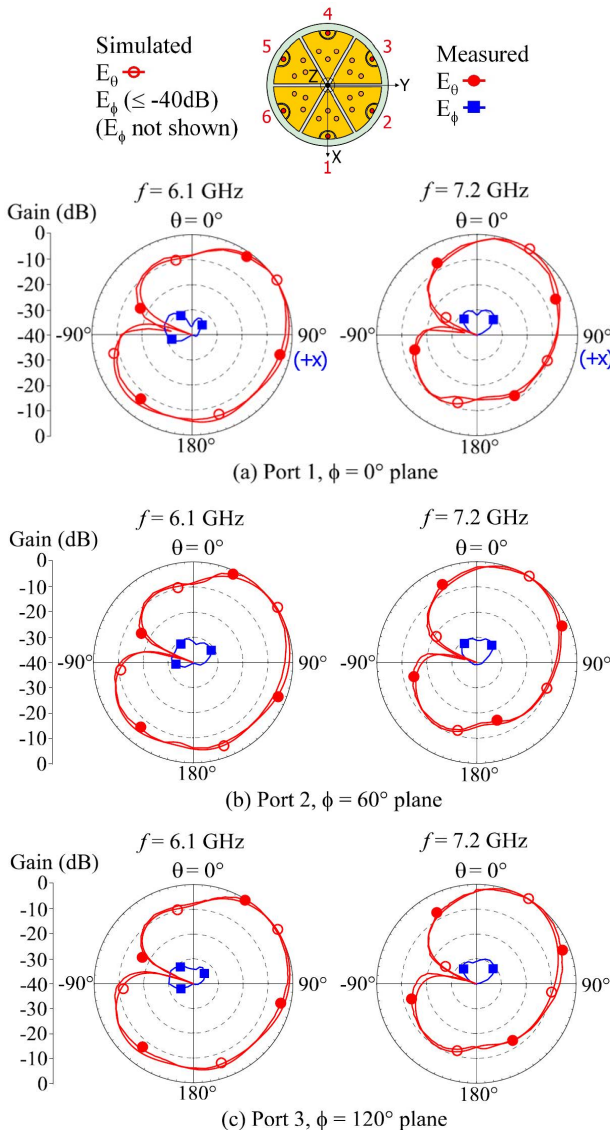 Simulated
E_θ
E_ϕ (≤ -40dB)
(E_ϕ not shown)
4
5
3
Z
Y
6
2
X
1
Measured
E_θ
E_ϕ
f = 6.1 GHz
f = 7.2 GHz
Gain (dB)
θ = 0°
θ = 0°
0
-10
-20
-30
-40
-30
-20
-10
0
-90°
90°
(+x)
-90°
90°
(+x)
180°
180°
(a) Port 1, ϕ = 0° plane
f = 6.1 GHz
f = 7.2 GHz
Gain (dB)
θ = 0°
θ = 0°
0
-10
-20
-30
-40
-30
-20
-10
0
-90°
90°
-90°
90°
180°
180°
(b) Port 2, ϕ = 60° plane
f = 6.1 GHz
f = 7.2 GHz
Gain (dB)
θ = 0°
θ = 0°
0
-10
-20
-30
-40
-30
-20
-10
0
-90°
90°
-90°
90°
180°
180°
(c) Port 3, ϕ = 120° plane